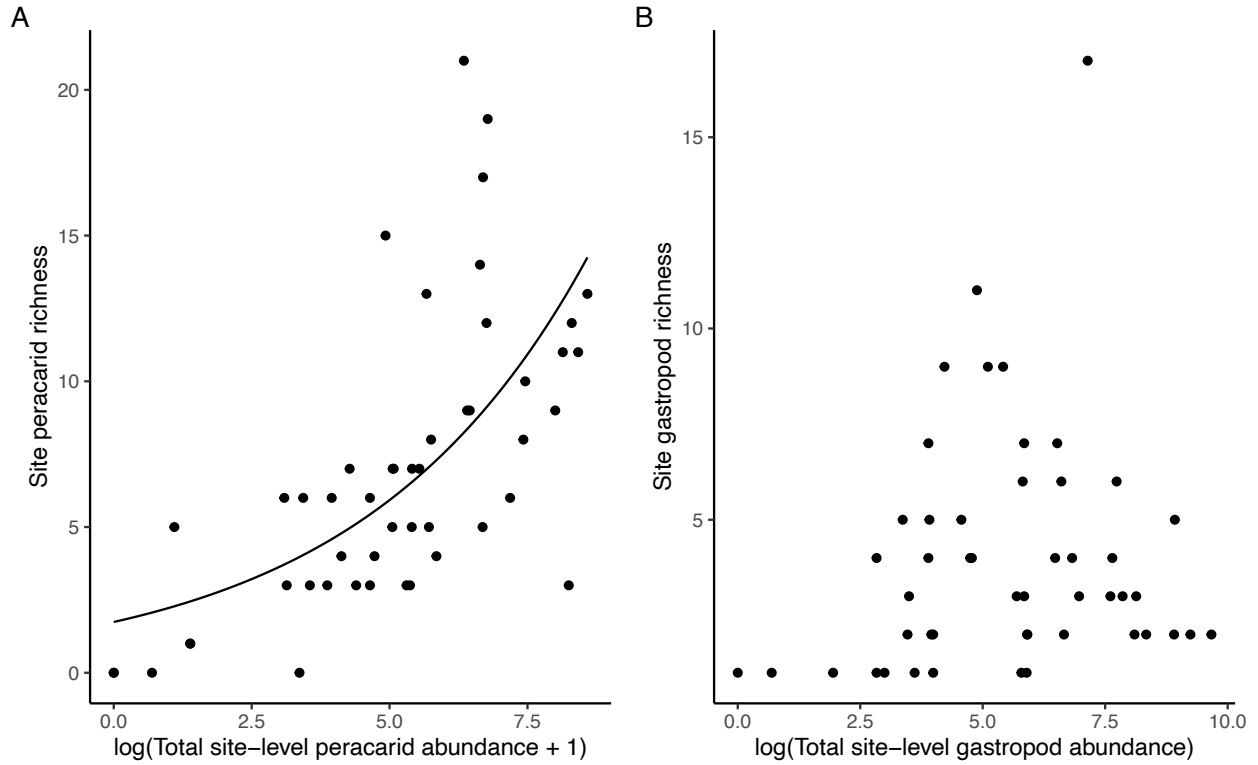 A
B
Site peracarid richness
20
15
10
5
0
0.0 2.5 5.0 7.5
log(Total site−level peracarid abundance + 1)
Site gastropod richness
15
10
5
0.0 2.5 5.0 7.5 10.0
log(Total site−level gastropod abundance)